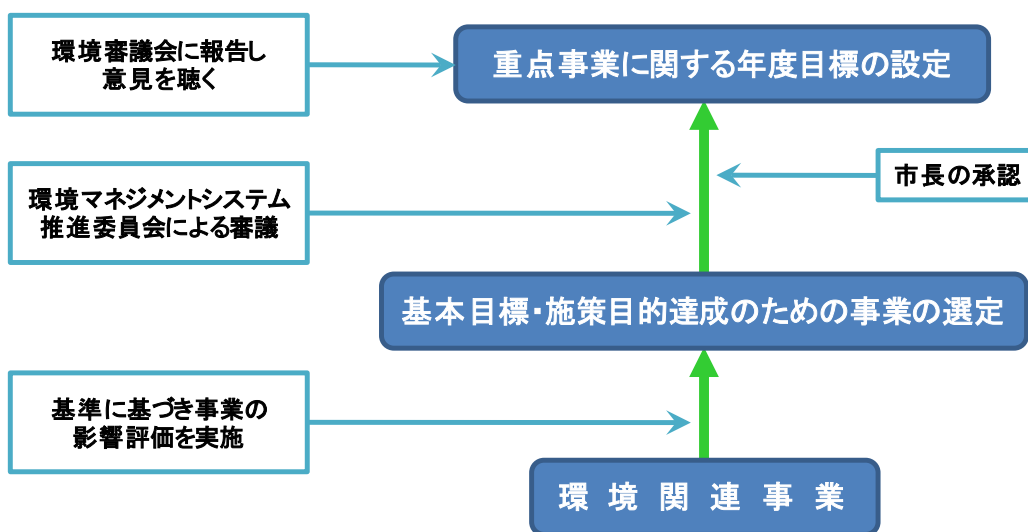 環境審議会に報告し
意見を聴く
重点事業に関する年度目標の設定
環境マネジメントシステム
推進委員会による審議
市長の承認
基本目標・施策目的達成のための事業の選定
基準に基づき事業の
影響評価を実施
環境関連事業